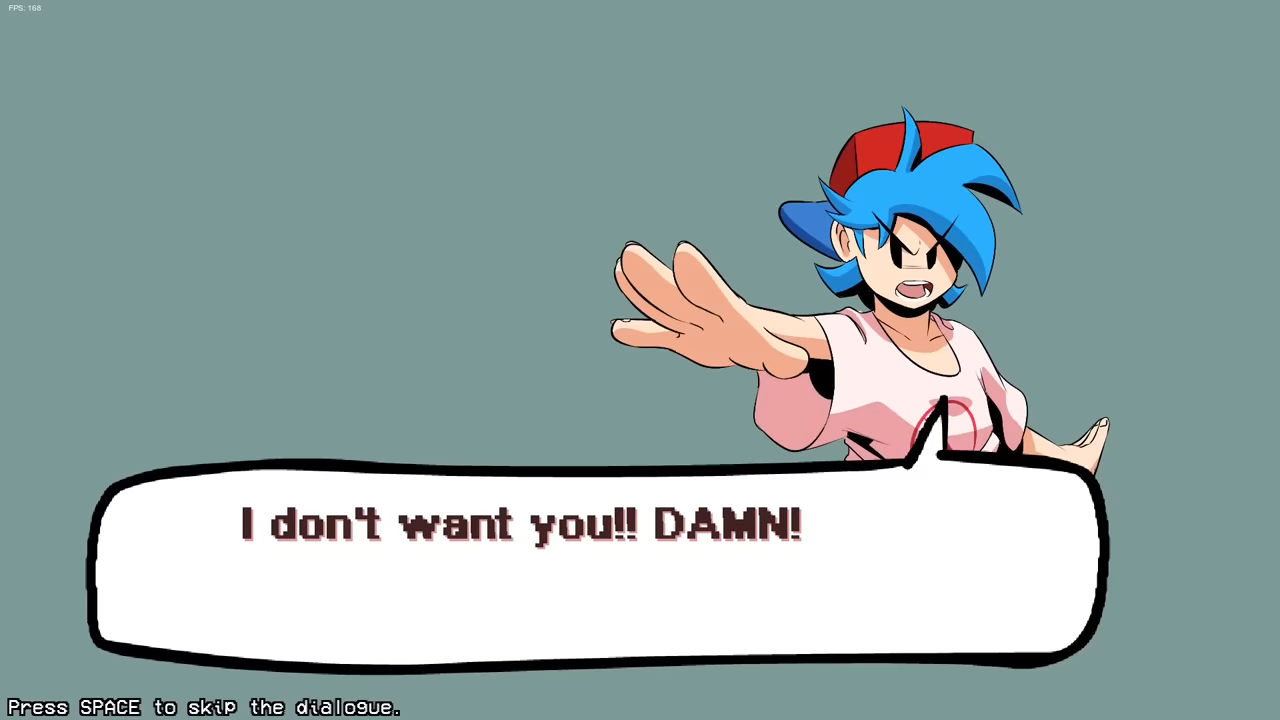 FPS: 168
I don't want you!! DAMN!
Press SPACE to skip the dialogue.